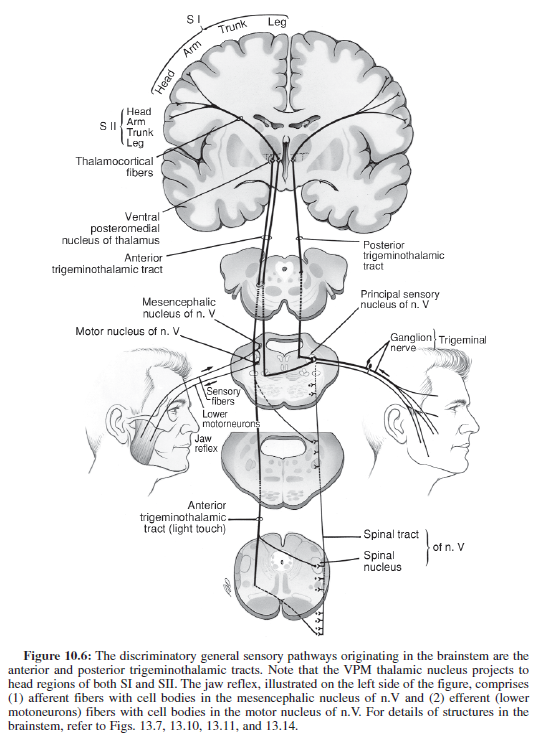 S I
Head
Arm
Trunk
Leg
S II
Head
Arm
Trunk
Leg
Thalamocortical
fibers
Ventral
posteromedial
nucleus of thalamus
Anterior
trigeminothalamic tract
Posterior
trigeminothalamic
tract
Mesencephalic
nucleus of n. V
Principal sensory
nucleus of n. V
Motor nucleus of n. V
Ganglion
nerve
Trigeminal
Sensory
fibers
Lower
motorneurons
Jaw
reflex
Anterior
trigeminothalamic
tract (light touch)
Spinal tract
Spinal
nucleus
of n. V
Figure 10.6: The discriminatory general sensory pathways originating in the brainstem are the
anterior and posterior trigeminothalamic tracts. Note that the VPM thalamic nucleus projects to
head regions of both SI and SII. The jaw reflex, illustrated on the left side of the figure, comprises
(1) afferent fibers with cell bodies in the mesencephalic nucleus of n.V and (2) efferent (lower
motoneurons) fibers with cell bodies in the motor nucleus of n.V. For details of structures in the
brainstem, refer to Figs. 13.7, 13.10, 13.11, and 13.14.